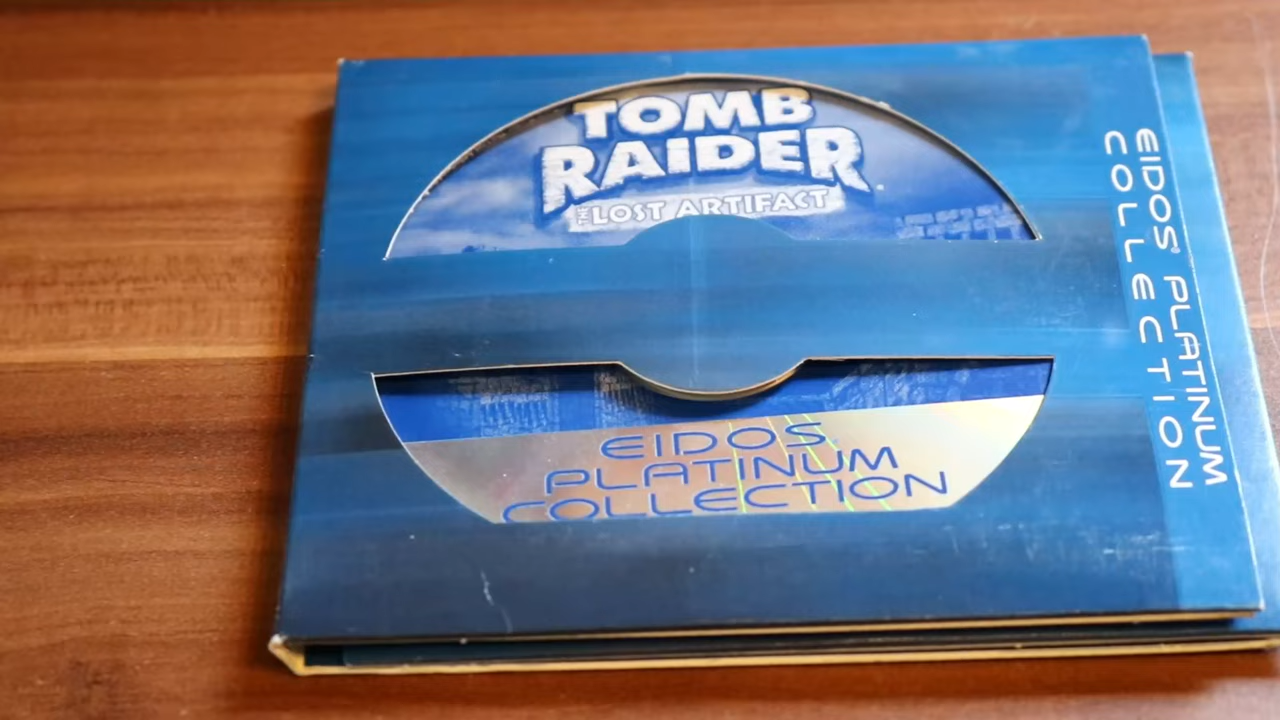 TOMB
RAIDER
THE LOST ARTIFACT
EIDOS
PLATINUM
COLLECTION
EIDOS PLATINUM
COLLECTION